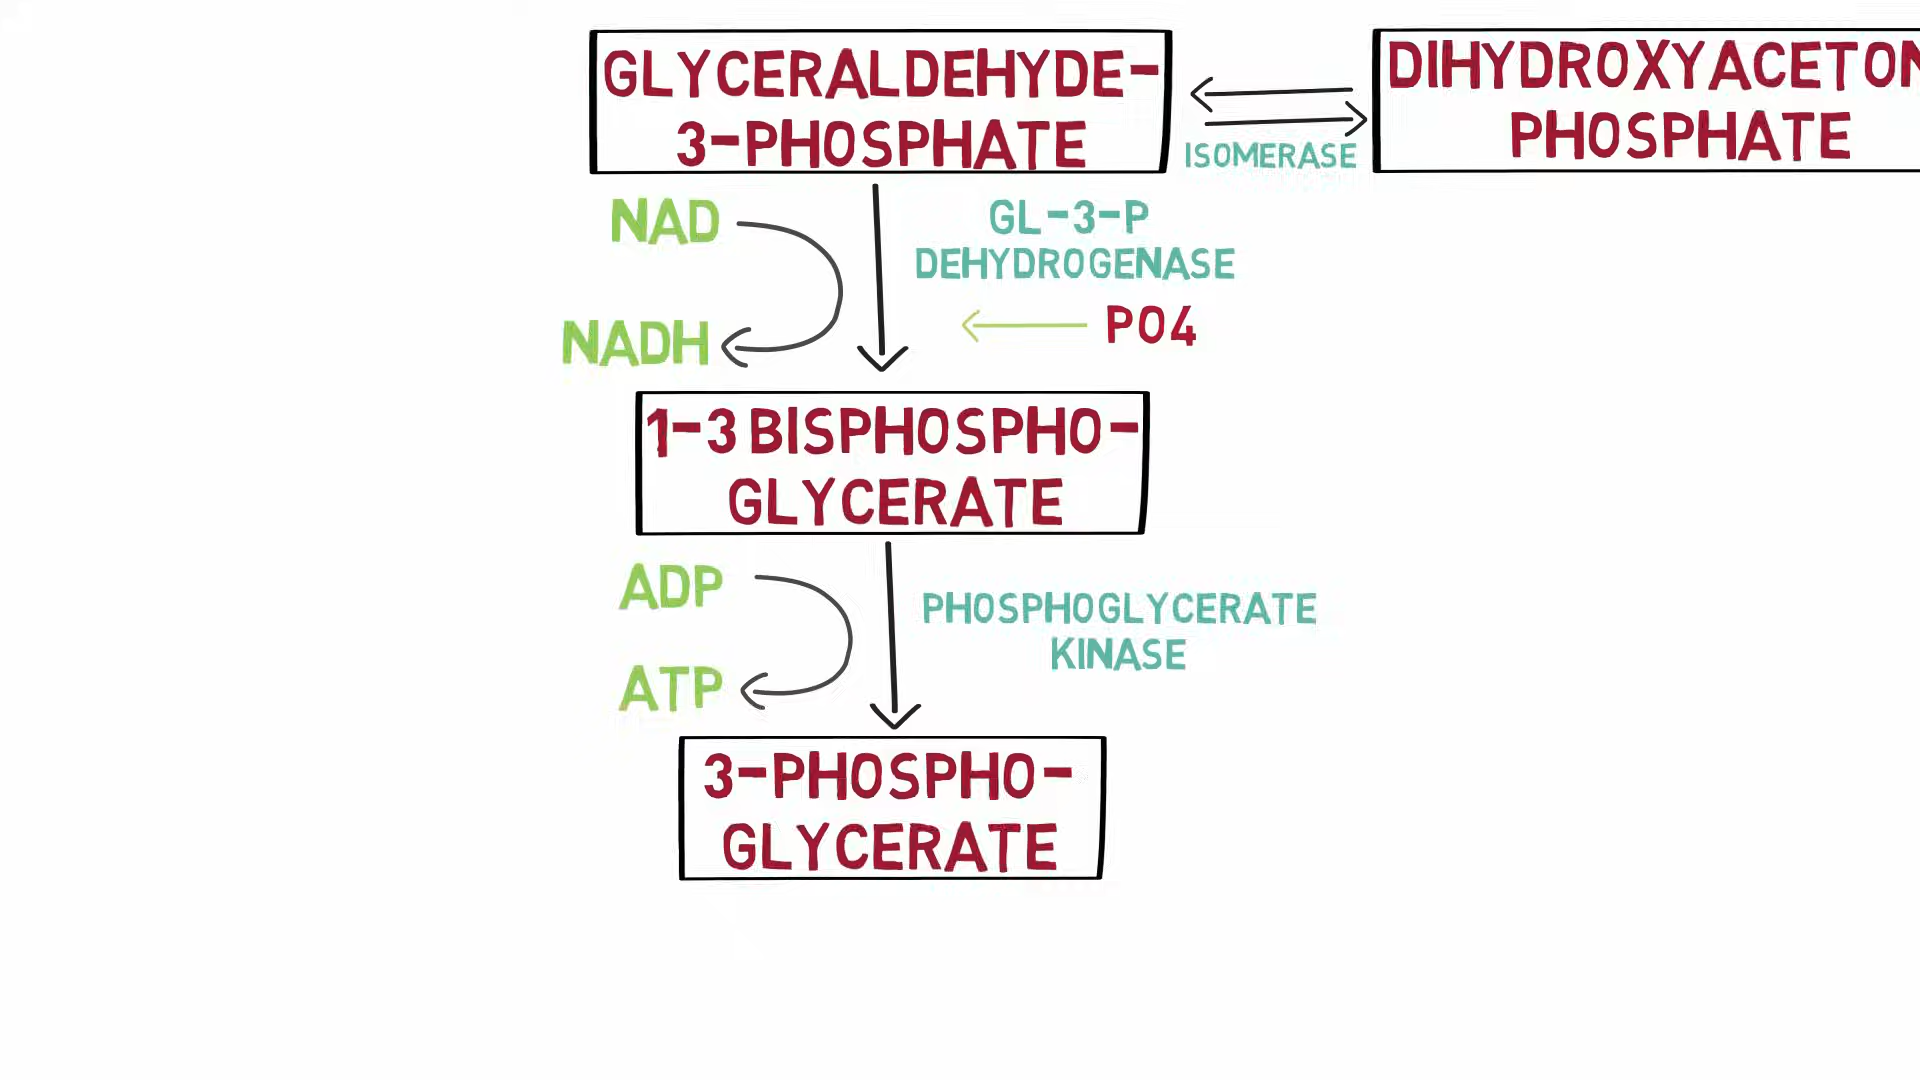 GLYCERALDEHYDE-
3-PHOSPHATE
ISOMERASE
DIHYDROXYACETON
PHOSPHATE
NAD
NADH
GL-3-P
DEHYDROGENASE
PO4
1-3 BISPHOSPHO-
GLYCERATE
ADP
ATP
PHOSPHOGLYCERATE
KINASE
3-PHOSPHO-
GLYCERATE